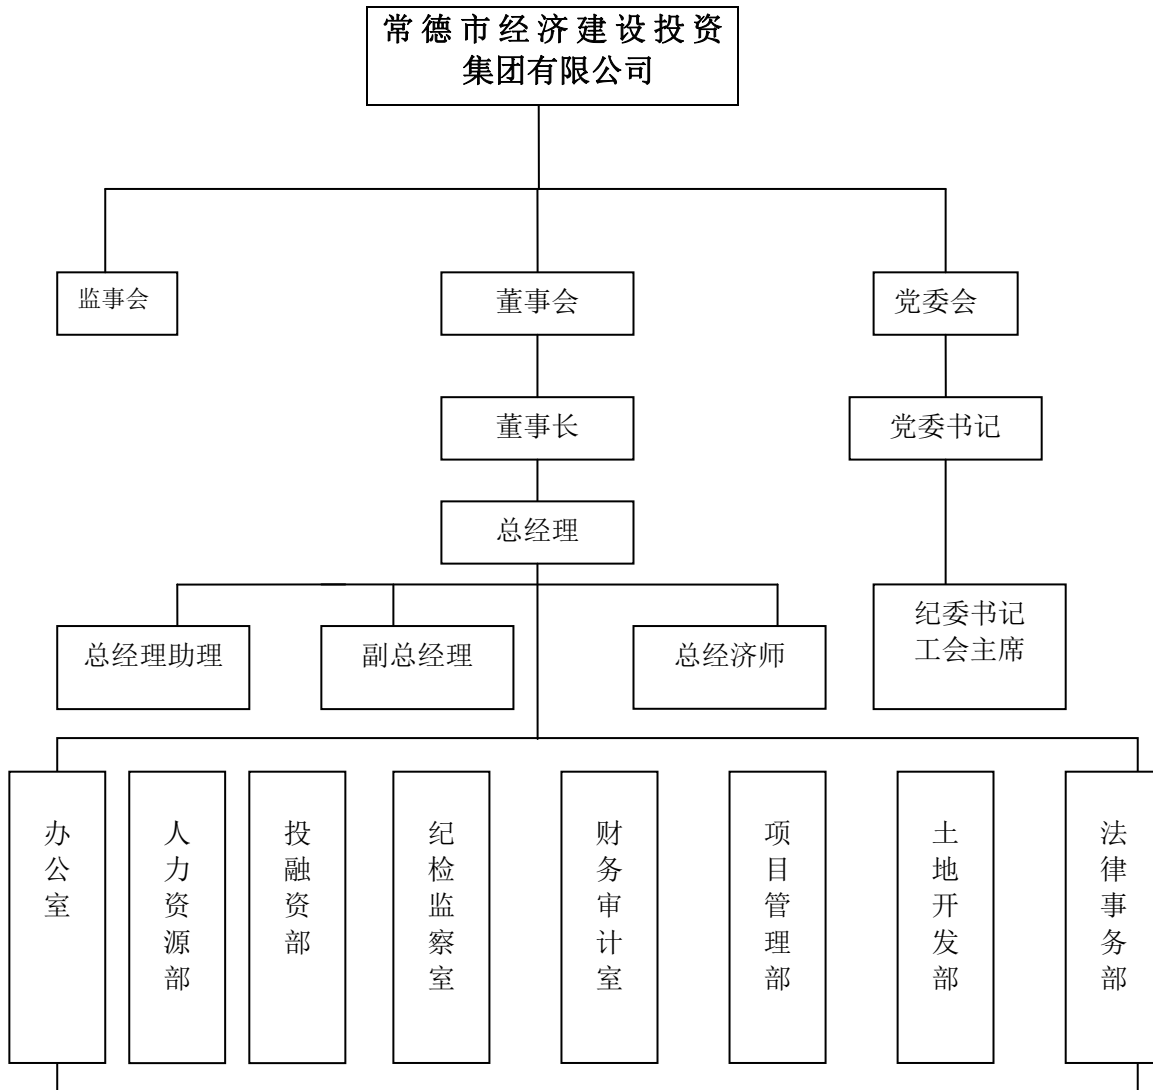 常德市经济建设投资
集团有限公司
监事会
董事会
党委会
董事长
党委书记
总经理
总经理助理
副总经理
总经济师
纪委书记
工会主席
办公室
人力资源部
投融资部
纪检监察室
财务审计室
项目管理部
土地开发部
法律事务部